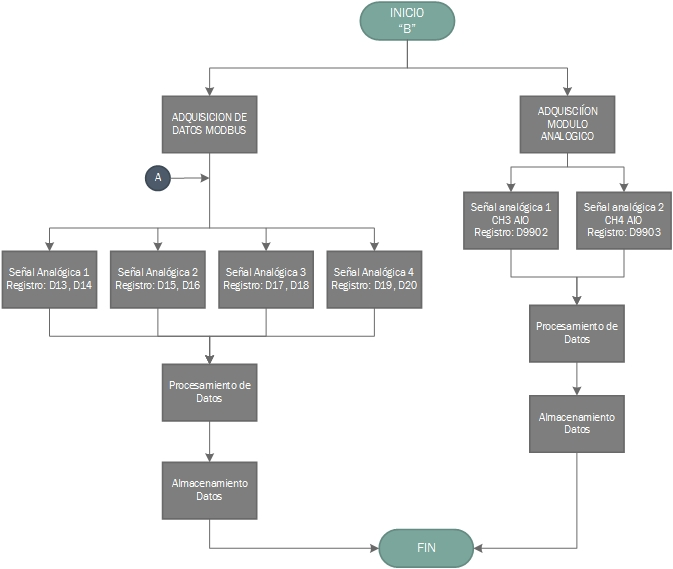 INICIO
“B”
ADQUISICION DE
DATOS MODBUS
ADQUISCIÍON
MODULO
ANALOGICO
A
Señal analógica 1
CH3 AIO
Registro: D9902
Señal analógica 2
CH4 AIO
Registro: D9903
Señal Analógica 1
Registro: D13, D14
Señal Analógica 2
Registro: D15, D16
Señal Analógica 3
Registro: D17, D18
Señal Analógica 4
Registro: D19, D20
Procesamiento de
Datos
Procesamiento de
Datos
Almacenamiento
Datos
Almacenamiento
Datos
FIN